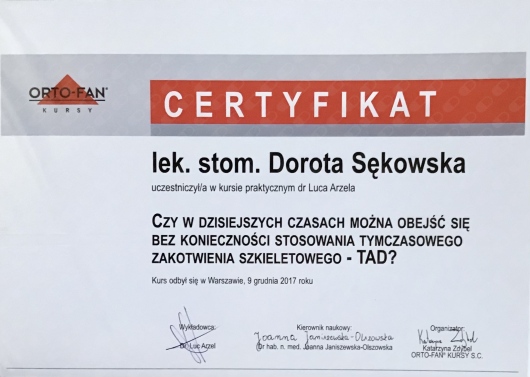 ORTO-FAN®
KURSY
CERTYFIKAT
lek. stom. Dorota Sękowska
uczestniczył/a w kursie praktycznym dr Luca Arzela
CZY W DZISIEJSZYCH CZASACH MOŻNA OBEJŚĆ SIĘ
BEZ KONIECZNOŚCI STOSOWANIA TYMCZASOWEGO
ZAKOTWIENIA SZKIELETOWEGO - TAD?
Kurs odbył się w Warszawie, 9 grudnia 2017 roku
Wykładowca: Kierownik naukowy: Organizator:
Joanna Janiszewska-Olszowska
Dr Luc Arzel Dr hab. n. med. Joanna Janiszewska-Olszowska Katarzyna Zdybel
ORTO-FAN® KURSY S.C.